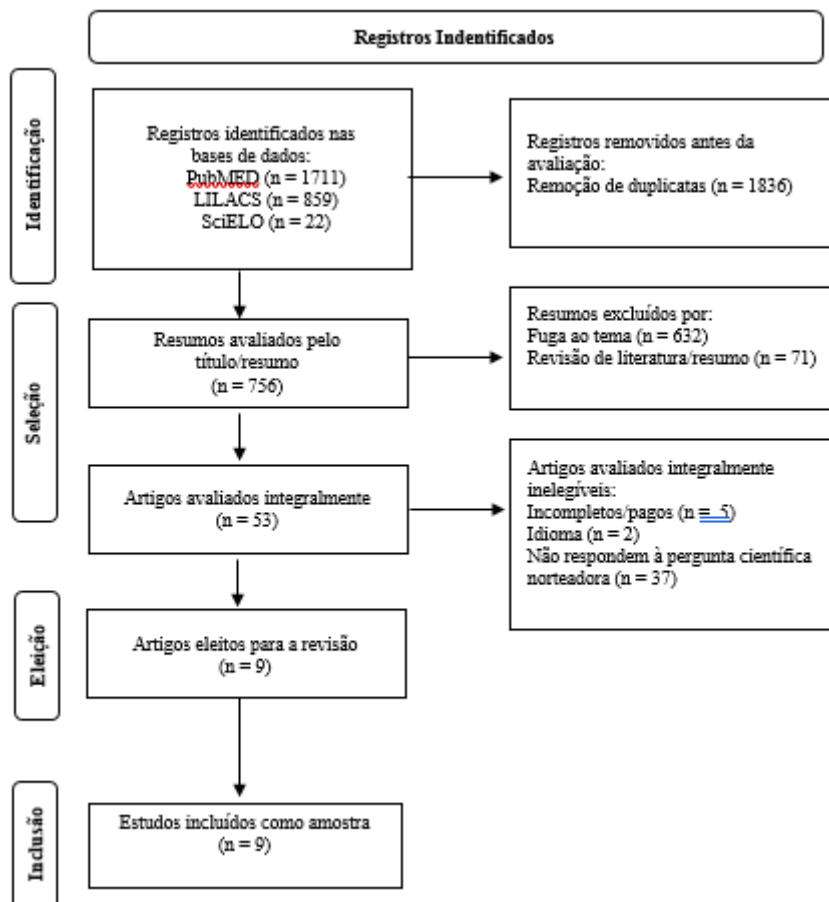 Registros Indentificados
Identificação
Registros identificados nas
bases de dados:
PubMED (n = 1711)
LILACS (n = 859)
SciELO (n = 22)
Registros removidos antes da
avaliação:
Remoção de duplicatas (n = 1836)
Seleção
Resumos avaliados pelo
título/resumo
(n = 756)
Resumos excluídos por:
Fuga ao tema (n = 632)
Revisão de literatura/resumo (n = 71)
Artigos avaliados integralmente
(n = 53)
Artigos avaliados integralmente
inelegíveis:
Incompletos/pagos (n = 5)
Idioma (n = 2)
Não respondem à pergunta científica
norteadora (n = 37)
Eleição
Artigos eleitos para a revisão
(n = 9)
Inclusão
Estudos incluídos como amostra
(n = 9)